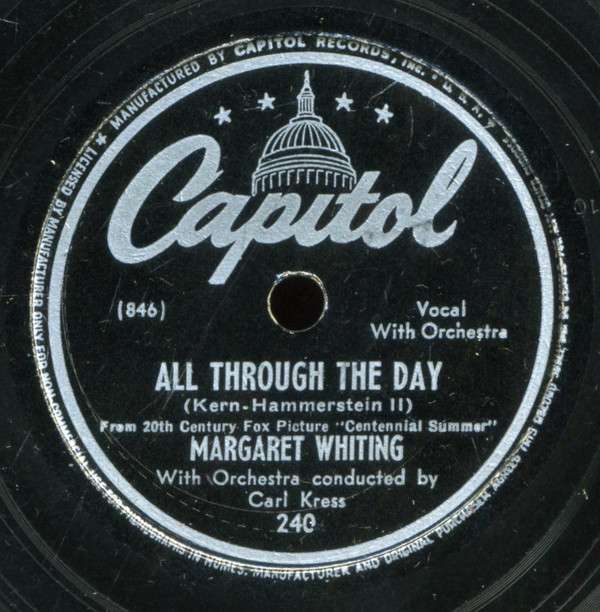 MANUFACTURED BY CAPITOL RECORDS, INC. U.S.A.
Capitol
(846)
Vocal
With Orchestra
ALL THROUGH THE DAY
(Kern-Hammerstein II)
From 20th Century Fox Picture "Centennial Summer"
MARGARET WHITING
With Orchestra conducted by
Carl Kress
240
LICENSED BY MANUFACTURER ONLY FOR NON-COMMERCIAL USE ON PHONOGRAPHS IN HOMES. MANUFACTURER AND ORIGINAL PURCHASER AGREED THIS